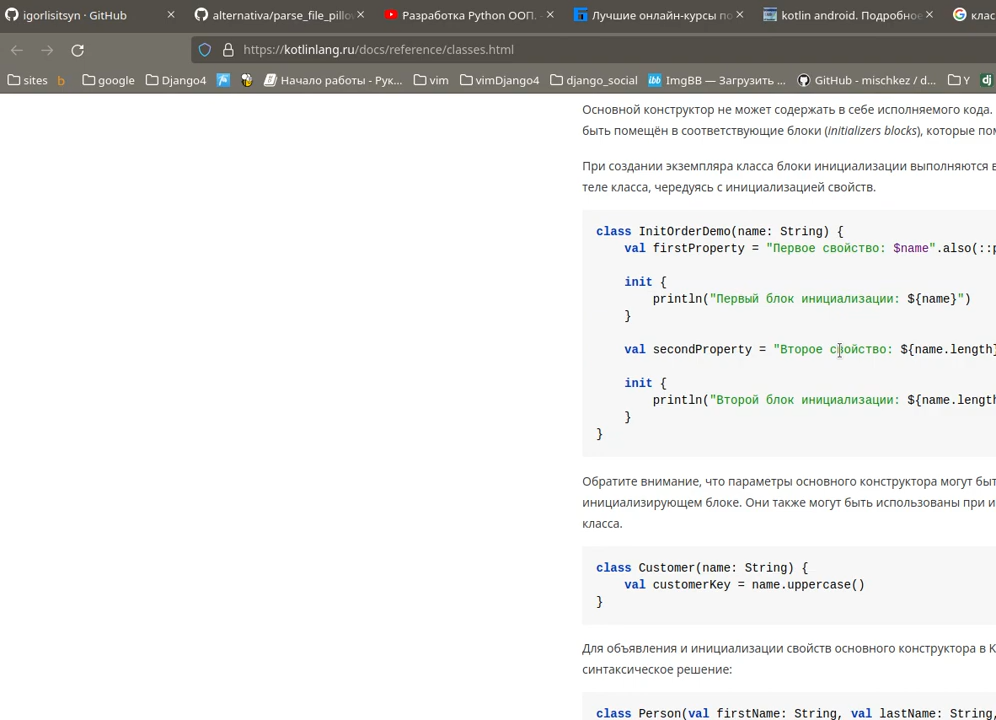 igorlisitsyn · GitHub
alternativa/parse_file_pillow
Разработка Python ООП. -
Лучшие онлайн-курсы по
kotlin android. Подробное
клас
https://kotlinlang.ru/docs/reference/classes.html
sites
b
google
Django4
Начало работы - Рук…
vim
vimDjango4
django_social
ibb ImgBB — Загрузить …
GitHub - mischkez / d…
Y
dj
Основной конструктор не может содержать в себе исполняемого кода.
быть помещён в соответствующие блоки (initializers blocks), которые пом
При создании экземпляра класса блоки инициализации выполняются в
теле класса, чередуясь с инициализацией свойств.
class InitOrderDemo(name: String) {
val firstProperty = "Первое свойство: $name".also(::p
init {
println("Первый блок инициализации: ${name}")
}
val secondProperty = "Второе свойство: ${name.length}
init {
println("Второй блок инициализации: ${name.length
}
}
Обратите внимание, что параметры основного конструктора могут быт
инициализирующем блоке. Они также могут быть использованы при и
класса.
class Customer(name: String) {
val customerKey = name.uppercase()
}
Для объявления и инициализации свойств основного конструктора в K
синтаксическое решение:
class Person(val firstName: String, val lastName: String,